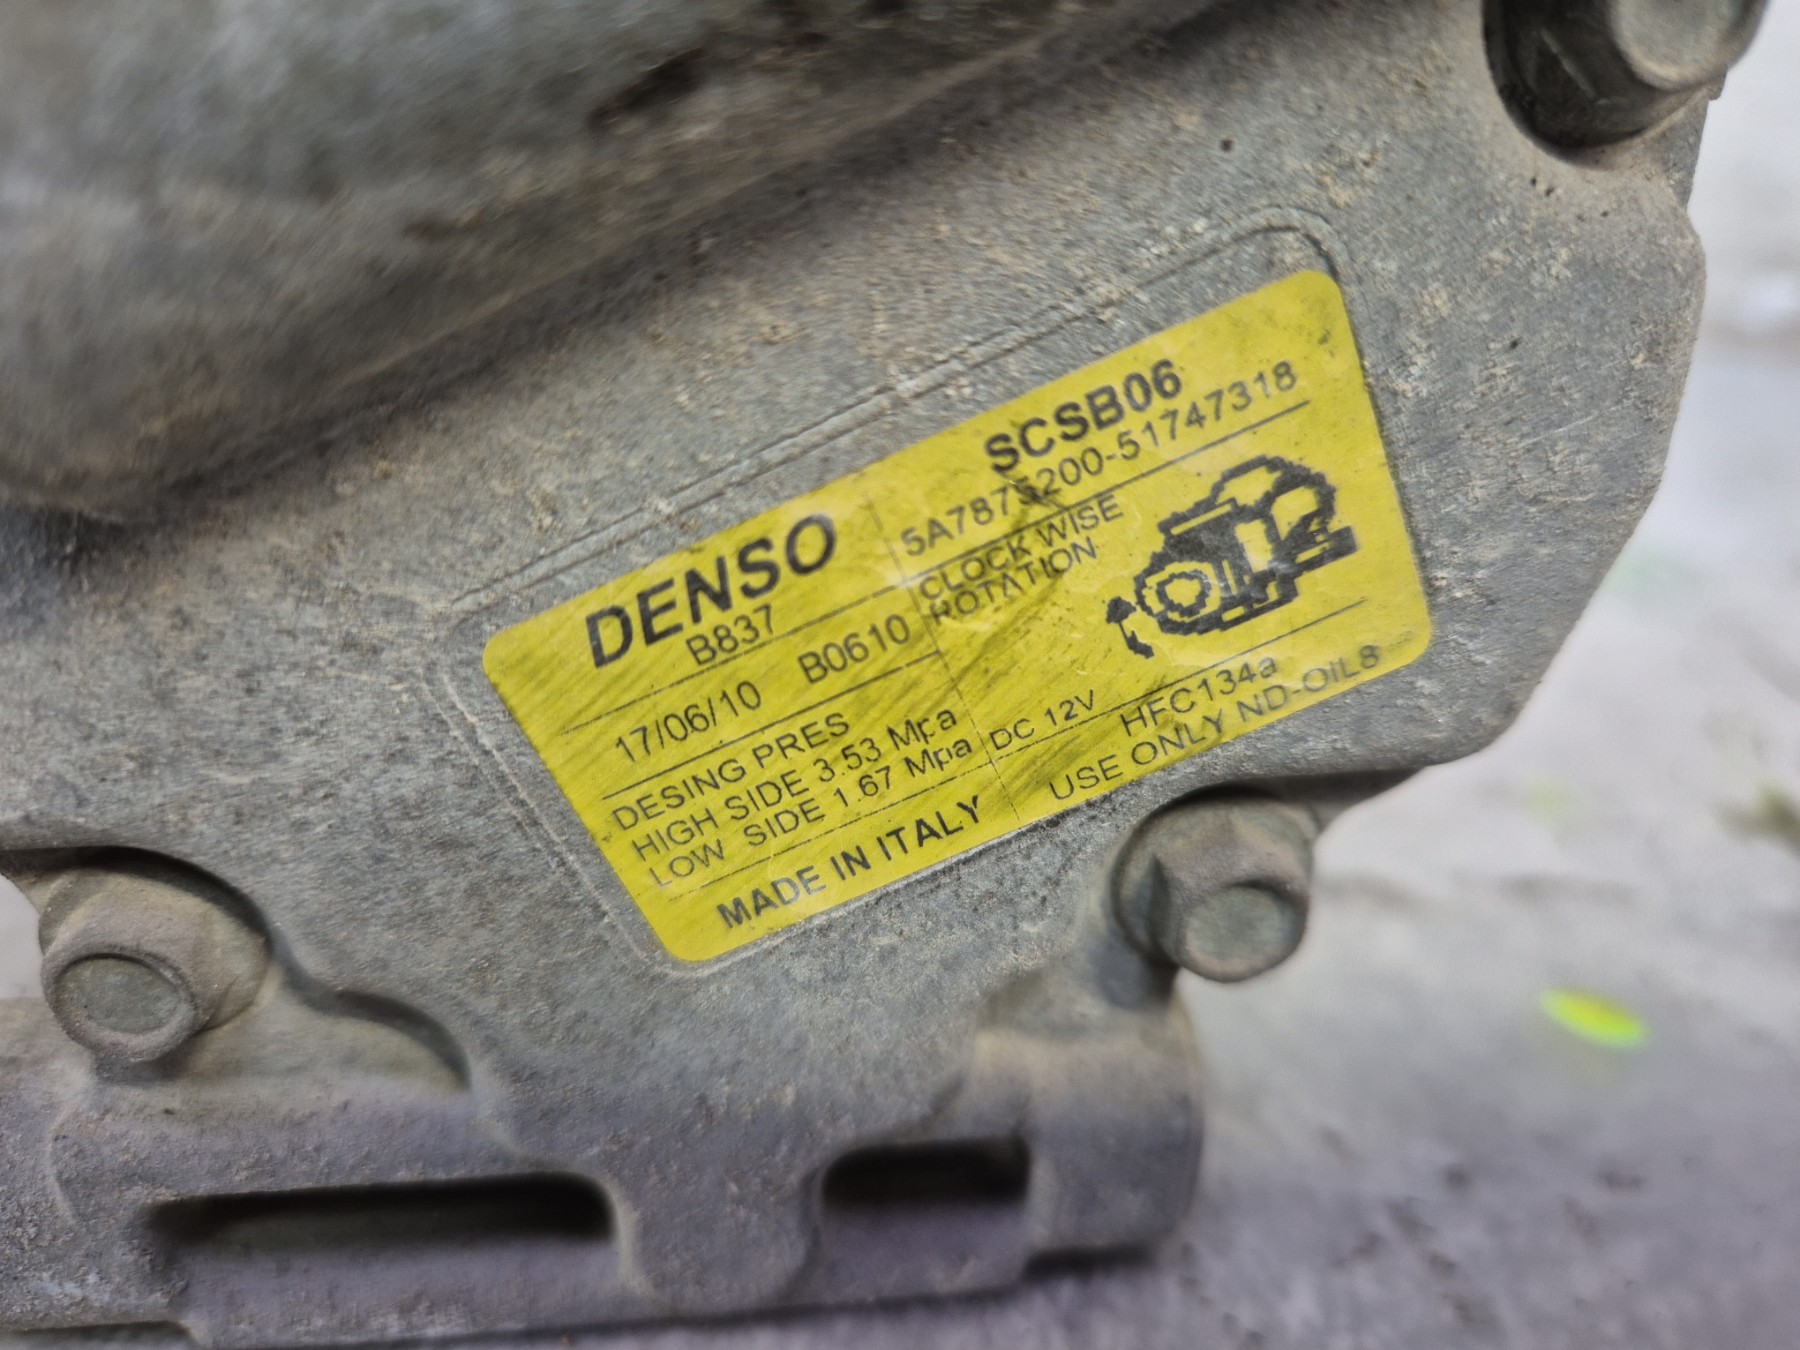 DENSO
B837
17/06/10 B0610
DESING PRES
HIGH SIDE 3.53 Mpa
LOW SIDE 1.67 Mpa
MADE IN ITALY
SCSB06
5A7875200-51747318
CLOCK WISE
ROTATION
DC 12V
HFC134a
USE ONLY ND-OIL8